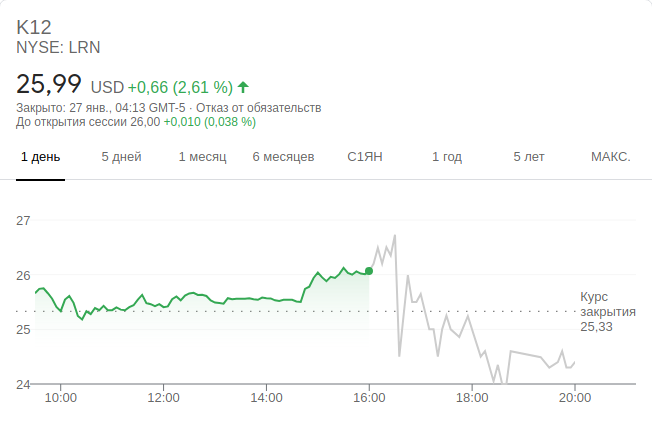 K12
NYSE: LRN
25,99 USD +0,66 (2,61 %)
Закрыто: 27 янв., 04:13 GMT-5 · Отказ от обязательств
До открытия сессии 26,00 +0,010 (0,038 %)
1 день 5 дней 1 месяц 6 месяцев С1ЯН 1 год 5 лет МАКС.
27
26
Курс
закрытия
25,33
25
24
10:00 12:00 14:00 16:00 18:00 20:00